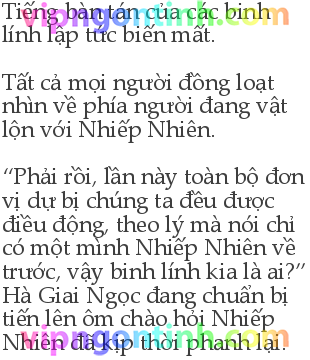 Tiếng bàn tán của các binh
lính lập tức biến mất.
Tất cả mọi người đồng loạt
nhìn về phía người đang vật
lộn với Nhiếp Nhiên.
“Phải rồi, lần này toàn bộ đơn
vị dự bị chúng ta đều được
điều động, theo lý mà nói chỉ
có một mình Nhiếp Nhiên về
trước, vậy binh lính kia là ai?”
Hà Giai Ngọc đang chuẩn bị
tiến lên ôm chào hỏi Nhiếp
Nhiên đã kịp thời phanh lại.
vipngontinh.com
vipngontinh.com